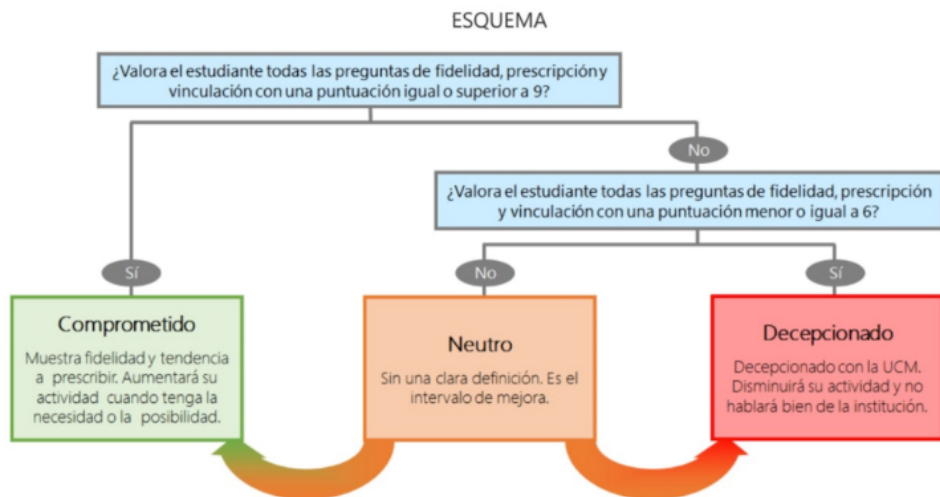 ESQUEMA
¿Valora el estudiante todas las preguntas de fidelidad, prescripción y
vinculación con una puntuación igual o superior a 9?
No
¿Valora el estudiante todas las preguntas de fidelidad, prescripción
y vinculación con una puntuación menor o igual a 6?
Sí
No
Sí
Comprometido
Muestra fidelidad y tendencia
a prescribir. Aumentará su
actividad cuando tenga la
necesidad o la posibilidad.
Neutro
Sin una clara definición. Es el
intervalo de mejora.
Decepcionado
Decepcionado con la UCM.
Disminuirá su actividad y no
hablará bien de la institución.